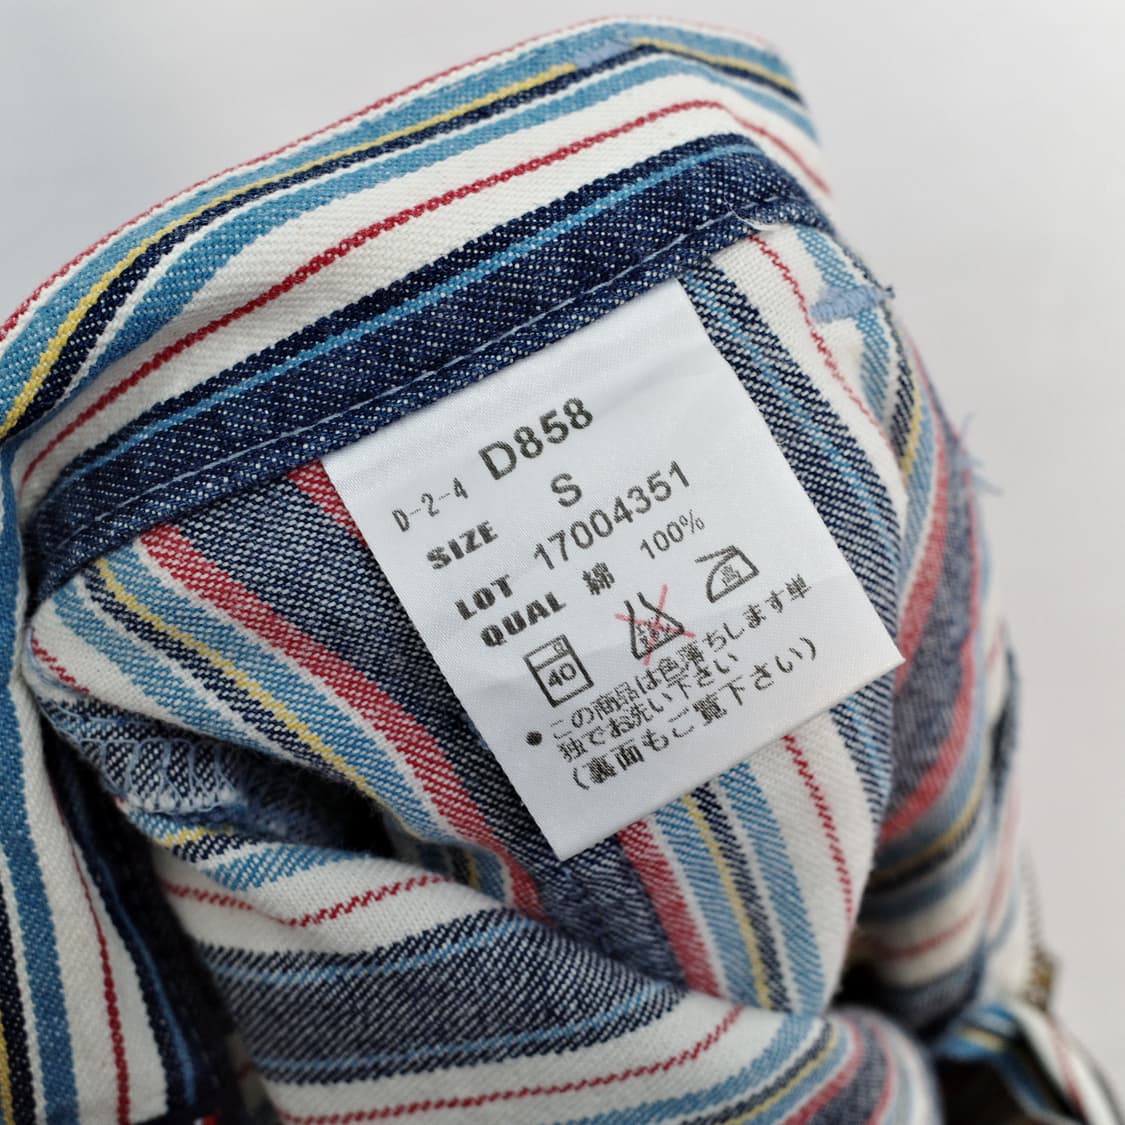 D-2-4 D858
SIZE S
LOT 17004351
QUAL 綿 100%
40 高
●この商品は色落ちします単
独でお洗い下さい
(裏面もご覧下さい)